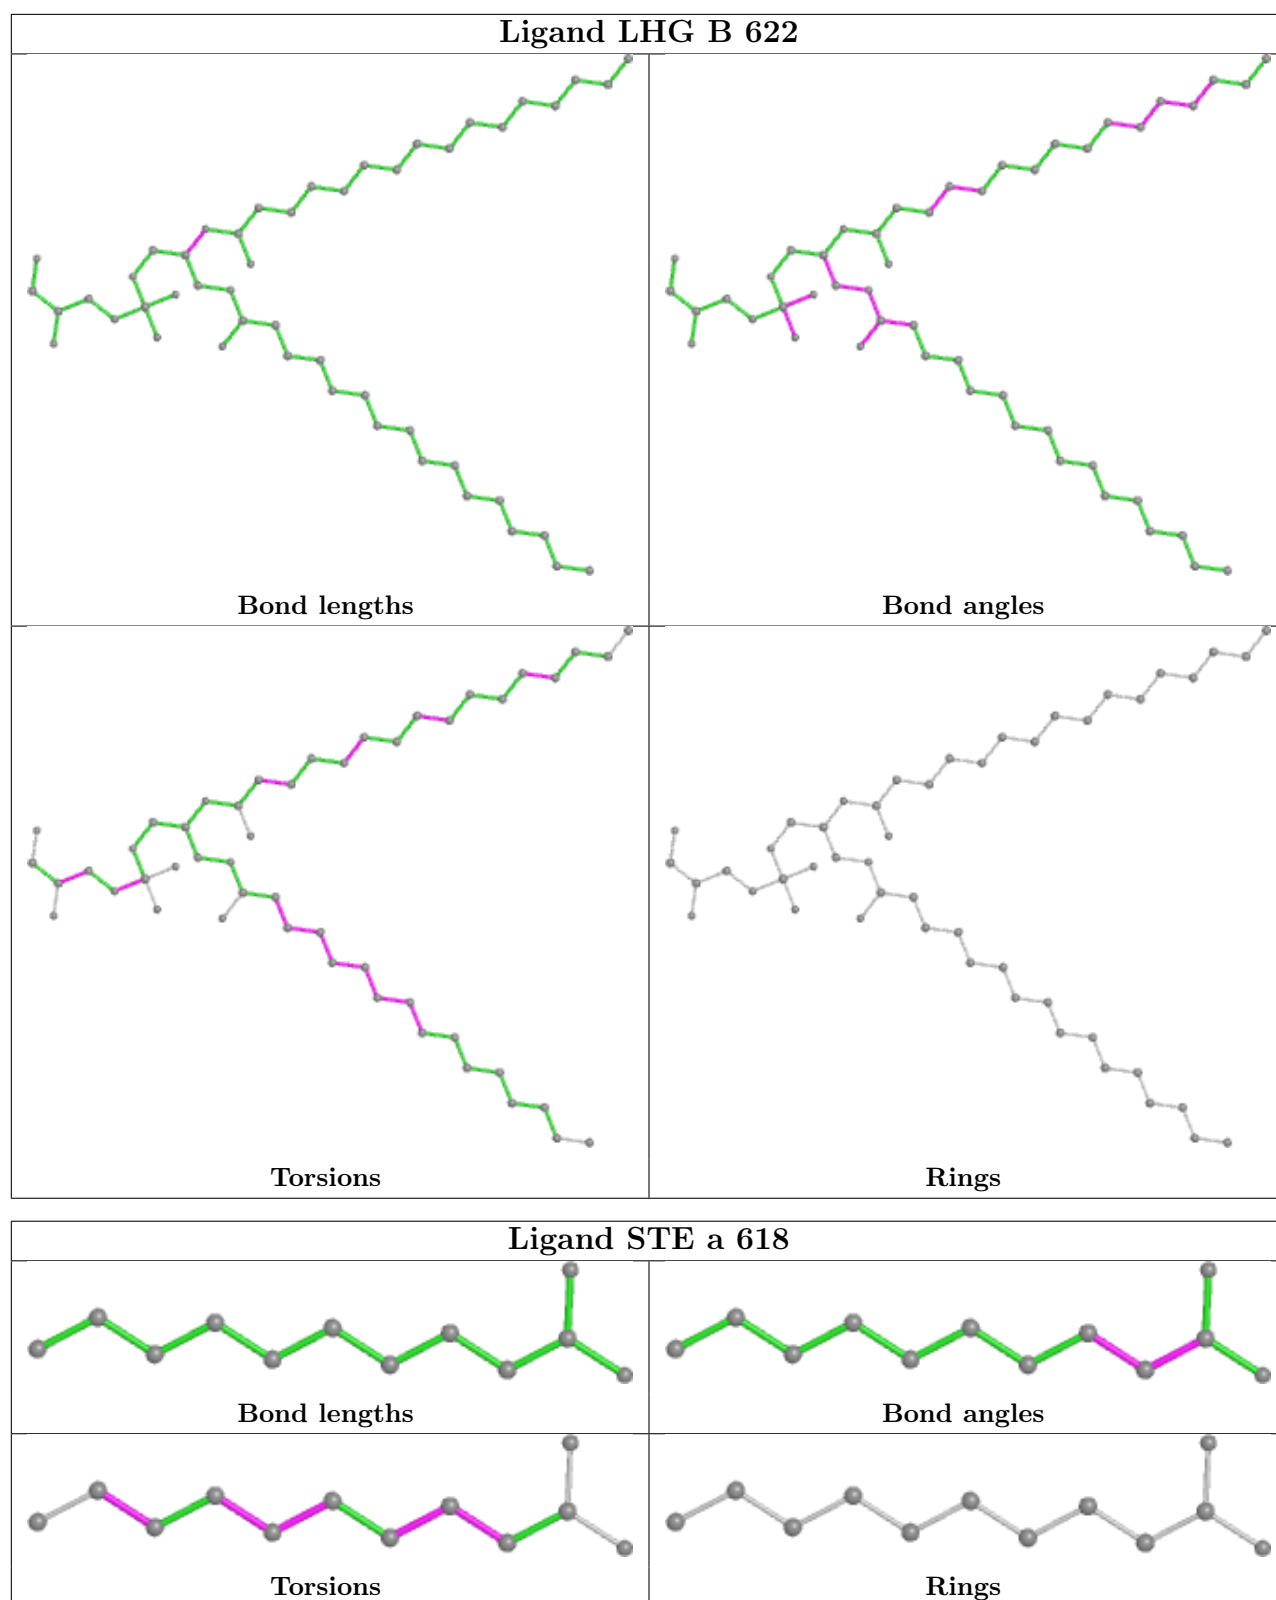 Ligand LHG B 622
Bond lengths
Bond angles
Torsions
Rings
Ligand STE a 618
Bond lengths
Bond angles
Torsions
Rings